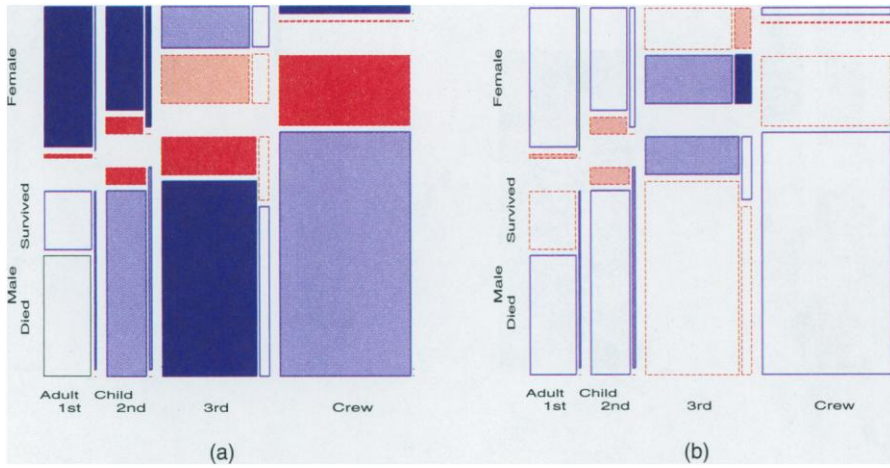 Female
Survived
Male
Died
Adult Child
1st 2nd 3rd Crew
(a)
Female
Survived
Male
Died
Adult Child
1st 2nd 3rd Crew
(b)